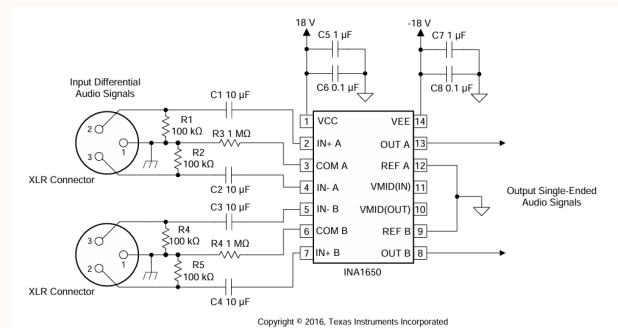 18 V
-18 V
C5 1 µF
C7 1 µF
C6 0.1 µF
C8 0.1 µF
Input Differential
Audio Signals
C1 10 µF
R1
100 kΩ
R3 1 MΩ
R2
100 kΩ
C2 10 µF
2
1
3
XLR Connector
C3 10 µF
R4
100 kΩ
R4 1 MΩ
R5
100 kΩ
C4 10 µF
3
1
2
XLR Connector
1 VCC
2 IN+ A
3 COM A
4 IN- A
5 IN- B
6 COM B
7 IN+ B
VEE 14
OUT A 13
REF A 12
VMID(IN) 11
VMID(OUT) 10
REF B 9
OUT B 8
INA1650
Output Single-Ended
Audio Signals
Copyright © 2016, Texas Instruments Incorporated